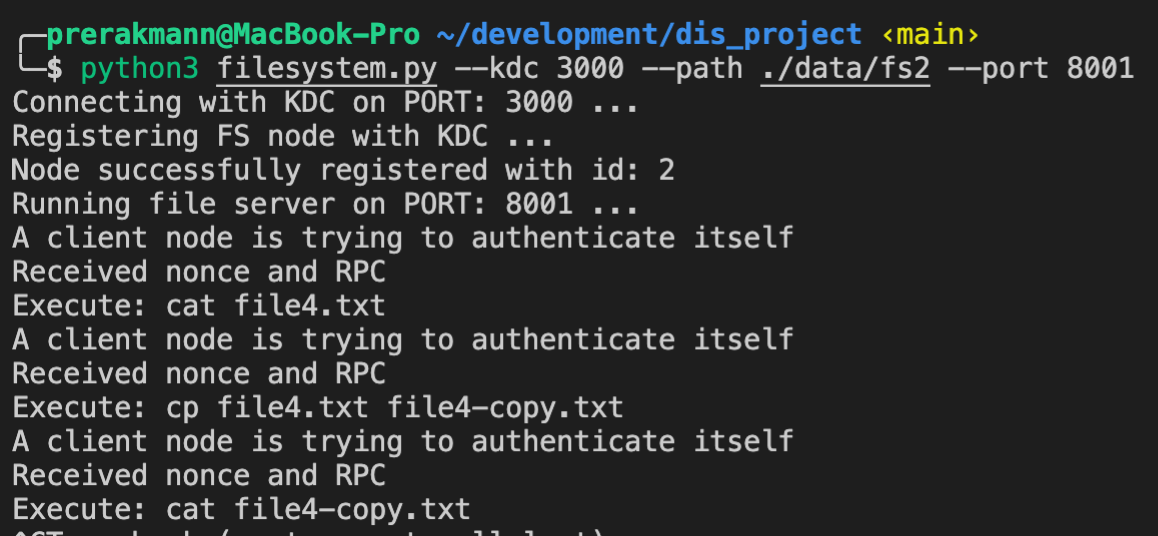 prerakmann@MacBook-Pro ~/development/dis_project ‹main›
$ python3 filesystem.py --kdc 3000 --path ./data/fs2 --port 8001
Connecting with KDC on PORT: 3000 ...
Registering FS node with KDC ...
Node successfully registered with id: 2
Running file server on PORT: 8001 ...
A client node is trying to authenticate itself
Received nonce and RPC
Execute: cat file4.txt
A client node is trying to authenticate itself
Received nonce and RPC
Execute: cp file4.txt file4-copy.txt
A client node is trying to authenticate itself
Received nonce and RPC
Execute: cat file4-copy.txt